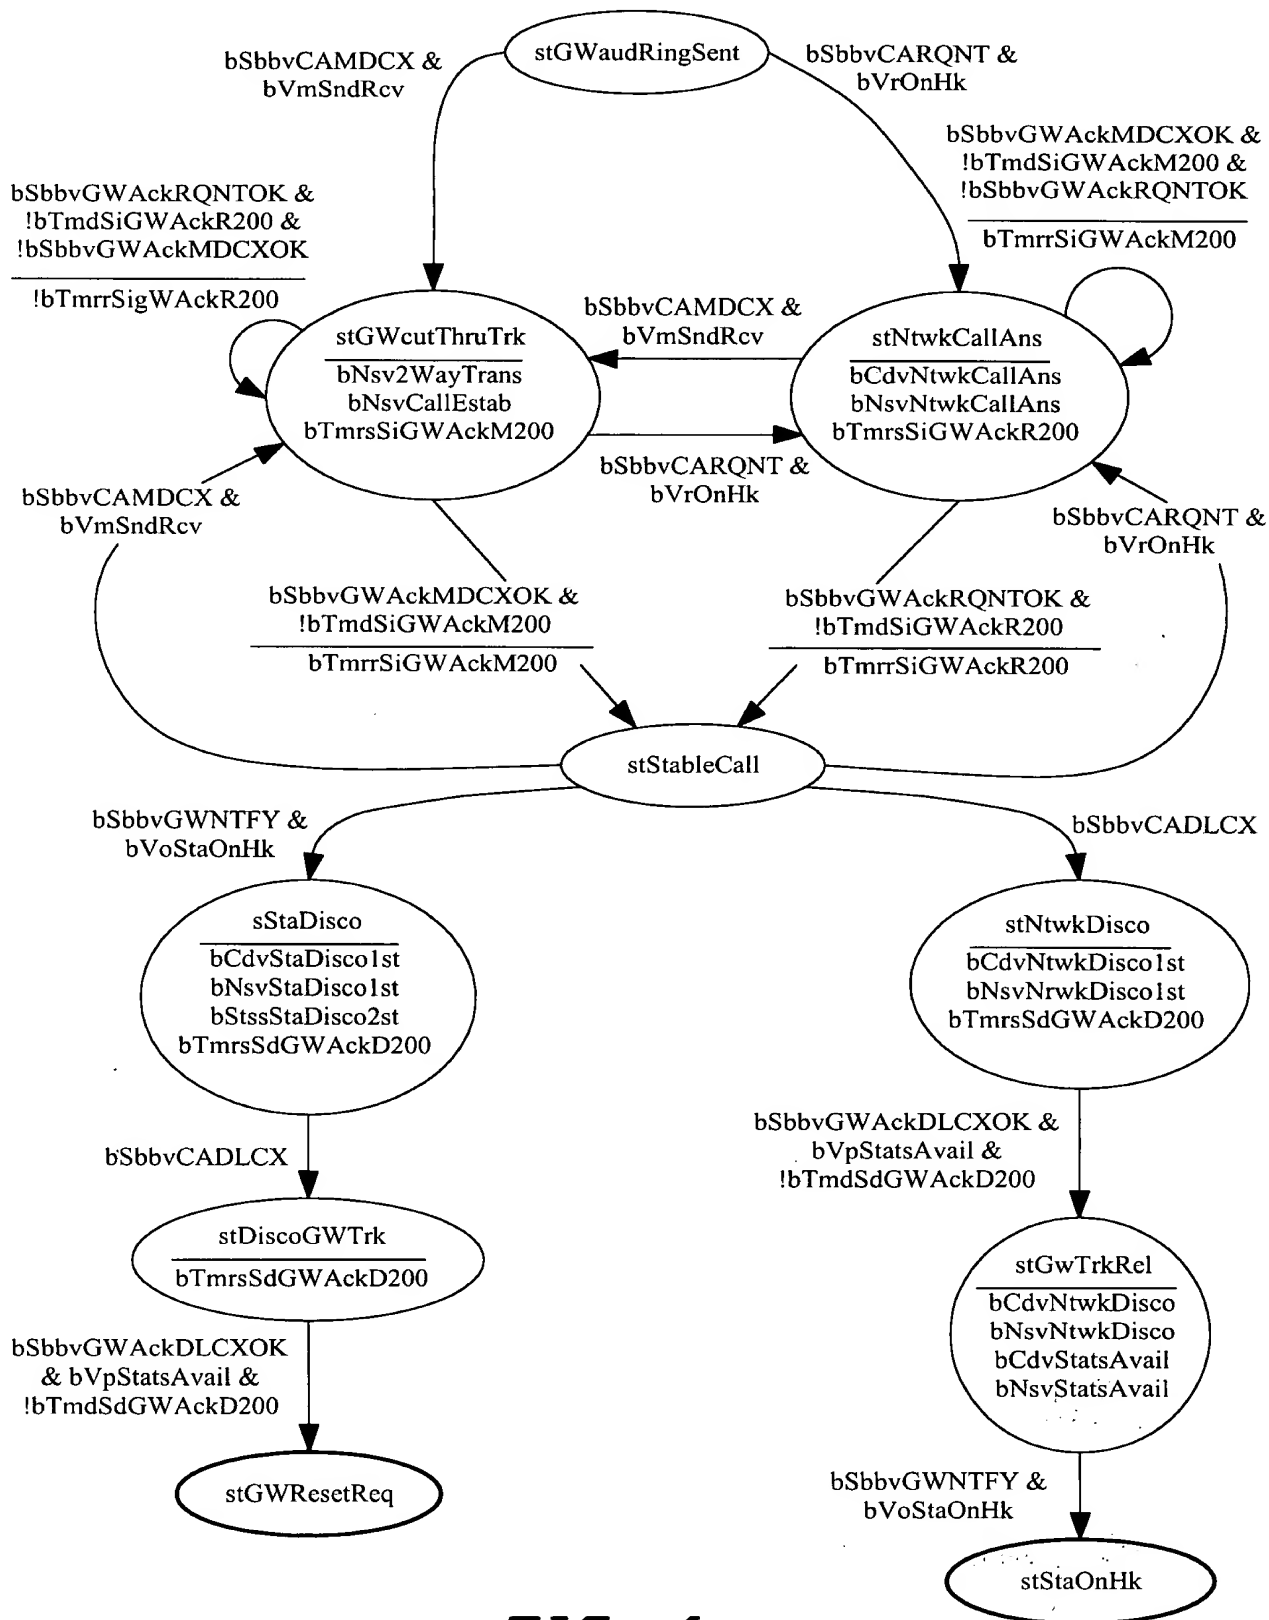 stGWaudRingSent
bSbbvCAMDCX &
bVmSndRcv
bSbbvCARQNT &
bVrOnHk
bSbbvGWAckMDCXOK &
!bTmdSiGWAckM200 &
!bSbbvGWAckRQNTOK
bTmrrSiGWAckM200
bSbbvGWAckRQNTOK &
!bTmdSiGWAckR200 &
!bSbbvGWAckMDCXOK
!bTmrrSigWAckR200
stGWcutThruTrk
bNsv2WayTrans
bNsvCallEstab
bTmrsSiGWAckM200
bSbbvCAMDCX &
bVmSndRcv
stNtwkCallAns
bCdvNtwkCallAns
bNsvNtwkCallAns
bTmrsSiGWAckR200
bSbbvCARQNT &
bVrOnHk
bSbbvCAMDCX &
bVmSndRcv
bSbbvCARQNT &
bVrOnHk
bSbbvGWAckMDCXOK &
!bTmdSiGWAckM200
bTmrrSiGWAckM200
bSbbvGWAckRQNTOK &
!bTmdSiGWAckR200
bTmrrSiGWAckR200
stStableCall
bSbbvGWNTFY &
bVoStaOnHk
bSbbvCADLCX
sStaDisco
bCdvStaDisco1st
bNsvStaDisco1st
bStssStaDisco2st
bTmrsSdGWAckD200
stNtwkDisco
bCdvNtwkDisco1st
bNsvNrwkDisco1st
bTmrsSdGWAckD200
bSbbvCADLCX
bSbbvGWAckDLCXOK &
bVpStatsAvail &
!bTmdSdGWAckD200
stDiscoGWTrk
bTmrsSdGWAckD200
stGwTrkRel
bCdvNtwkDisco
bNsvNtwkDisco
bCdvStatsAvail
bNsvStatsAvail
bSbbvGWAckDLCXOK
& bVpStatsAvail &
!bTmdSdGWAckD200
stGWResetReq
bSbbvGWNTFY &
bVoStaOnHk
stStaOnHk